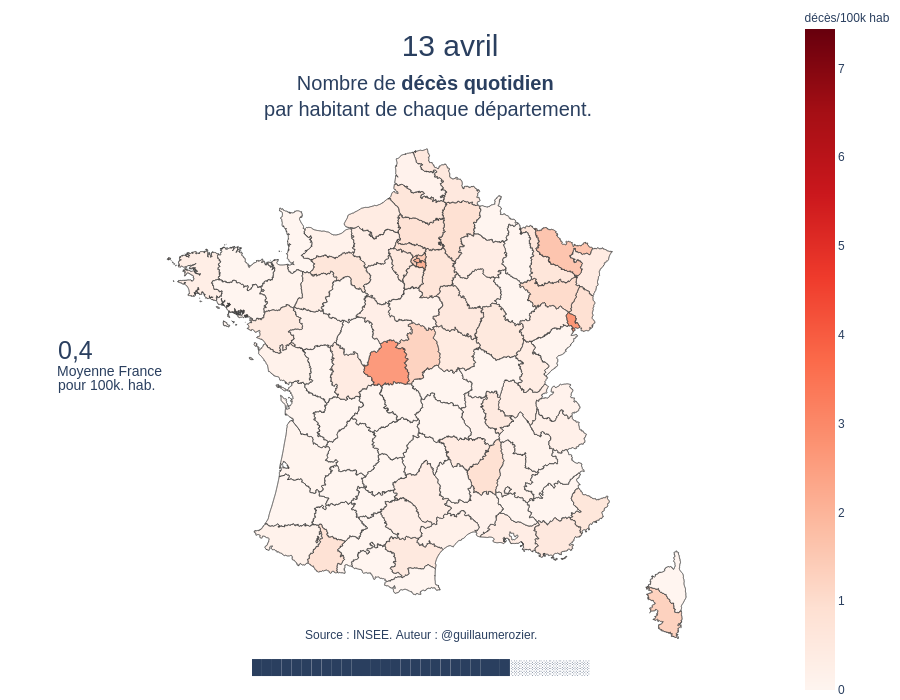 décès/100k hab
13 avril
Nombre de décès quotidien
par habitant de chaque département.
7
6
5
4
3
2
1
0
0,4
Moyenne France
pour 100k. hab.
Source : INSEE. Auteur : @guillaumerozier.